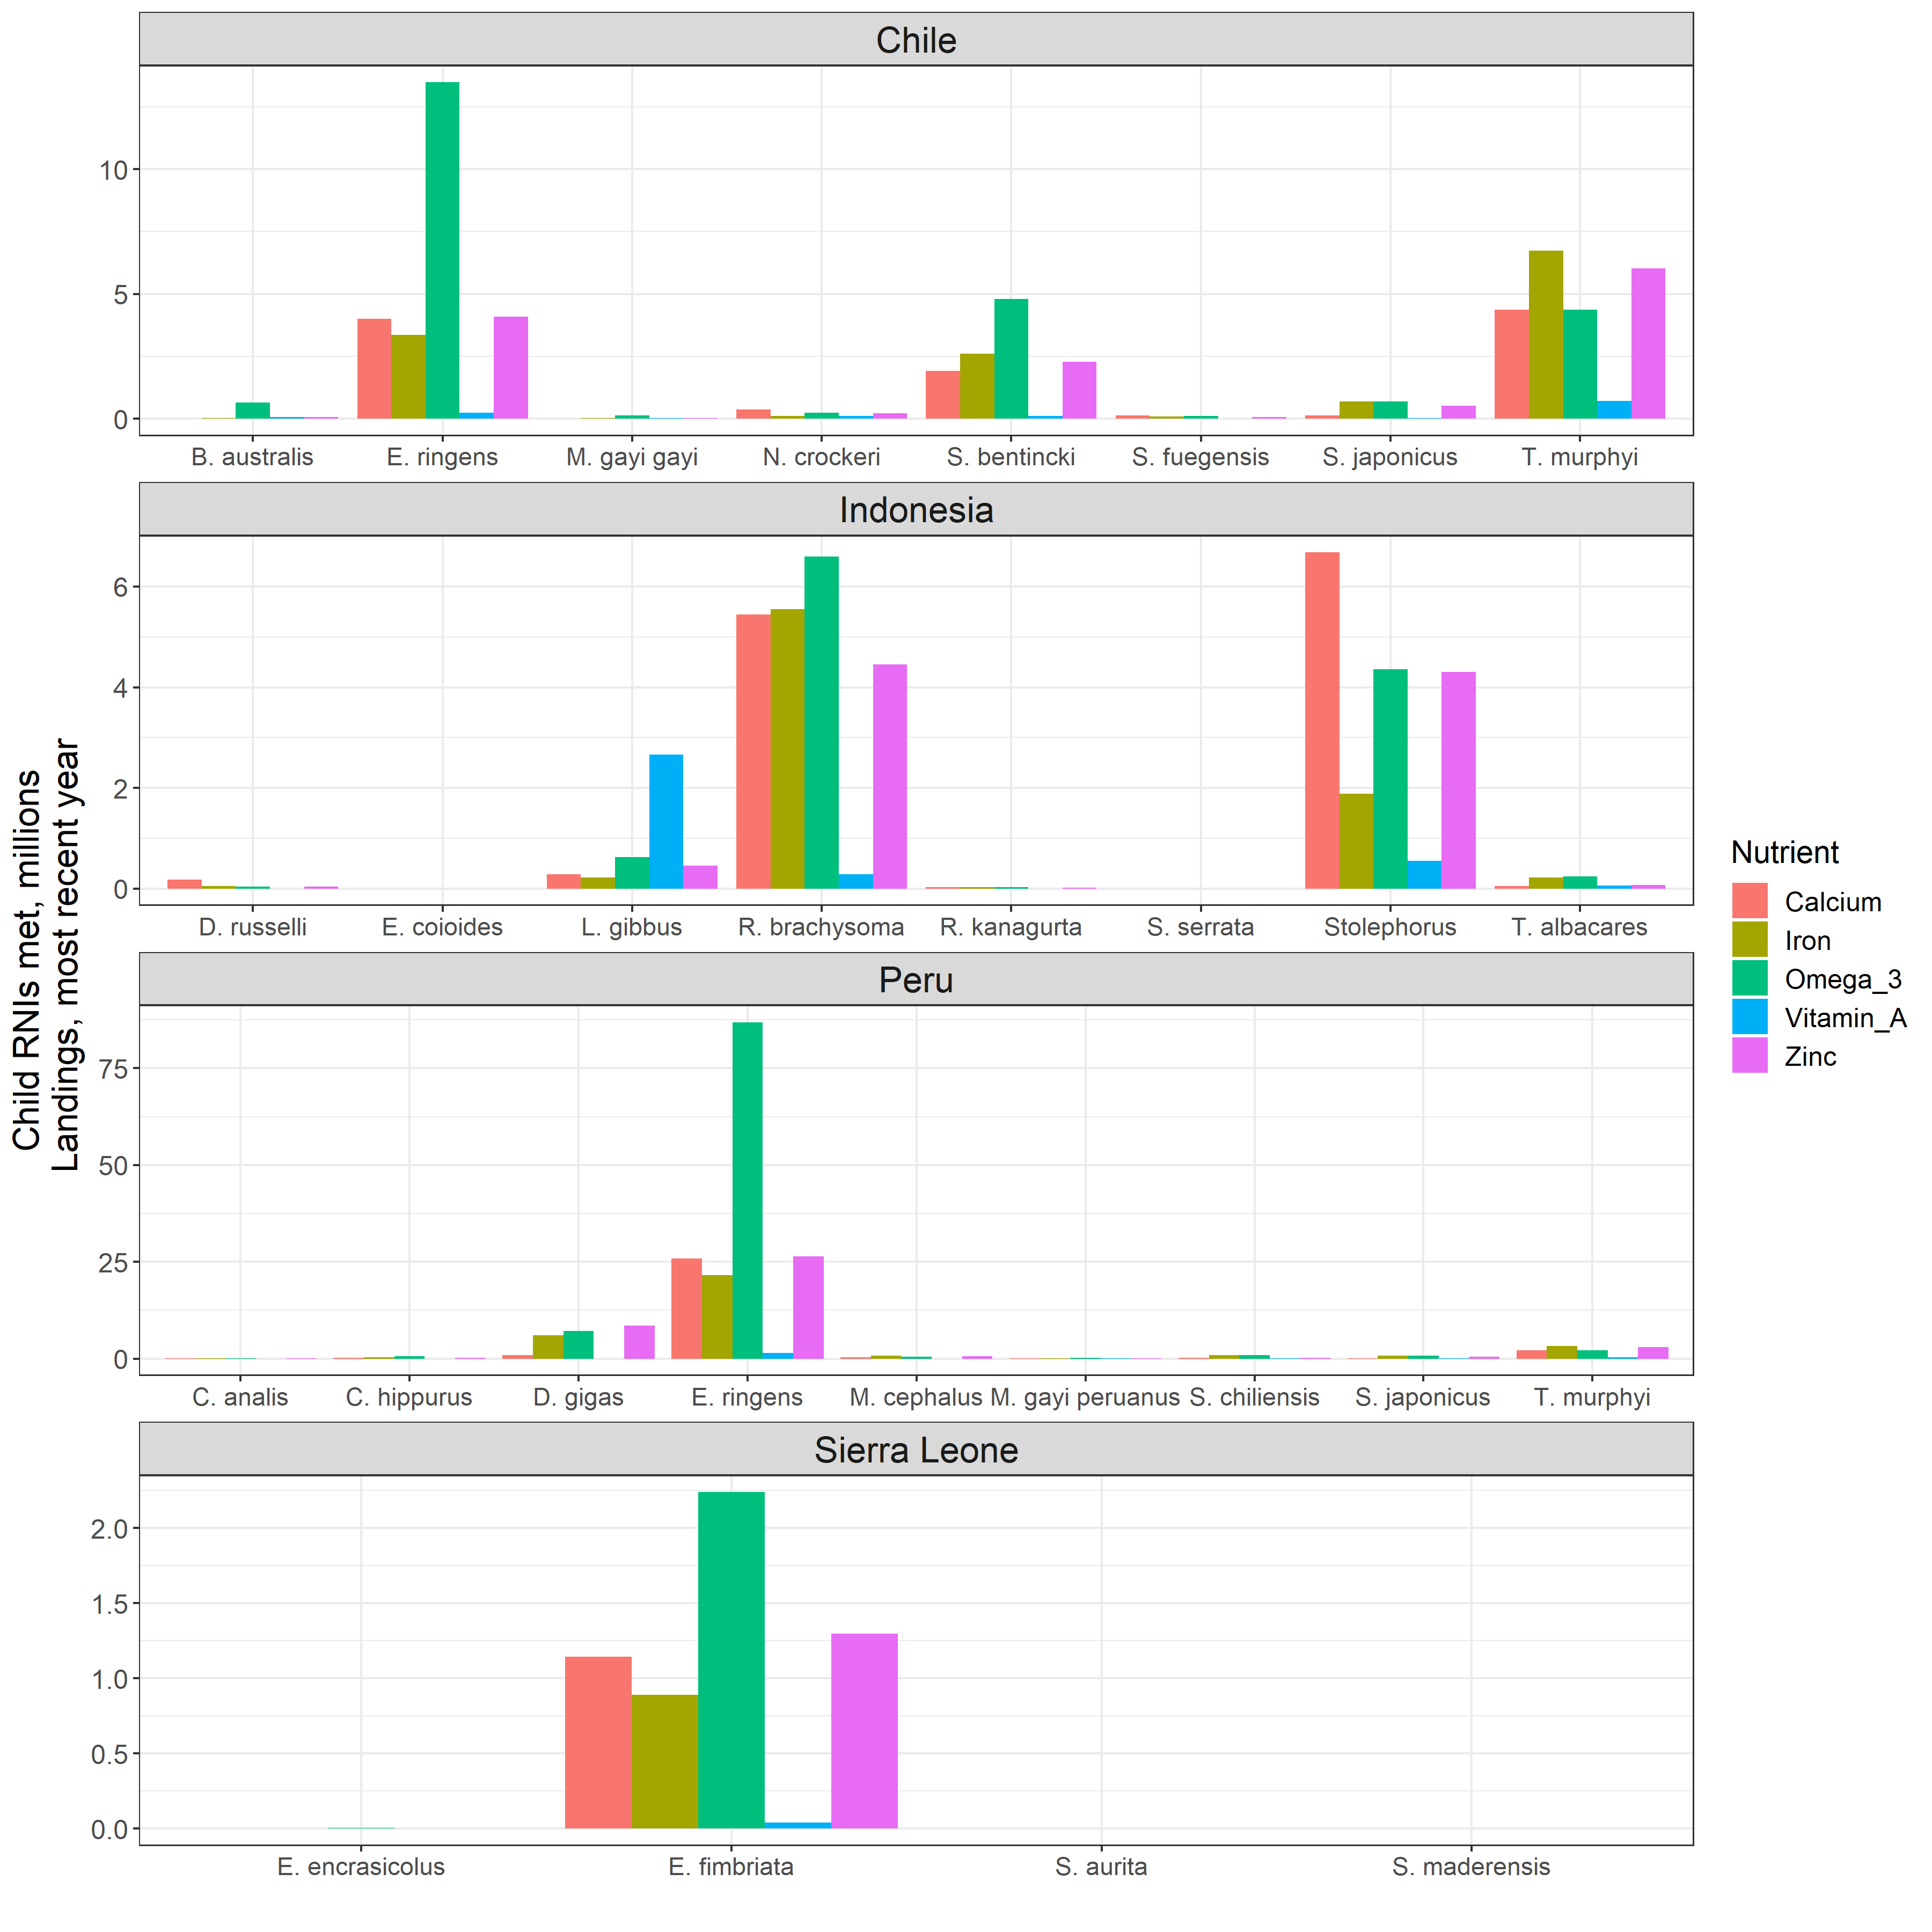 Chile
10
5
0
B. australis E. ringens M. gayi gayi N. crockeri S. bentincki S. fuegensis S. japonicus T. murphyi
Indonesia
6
4
2
0
D. russelli E. coioides L. gibbus R. brachysoma R. kanagurta S. serrata Stolephorus T. albacares
Peru
75
50
25
0
C. analis C. hippurus D. gigas E. ringens M. cephalus M. gayi peruanus S. chiliensis S. japonicus T. murphyi
Sierra Leone
2.0
1.5
1.0
0.5
0.0
E. encrasicolus E. fimbriata S. aurita S. maderensis
Child RNIs met, millions
Landings, most recent year
Nutrient
Calcium
Iron
Omega_3
Vitamin_A
Zinc